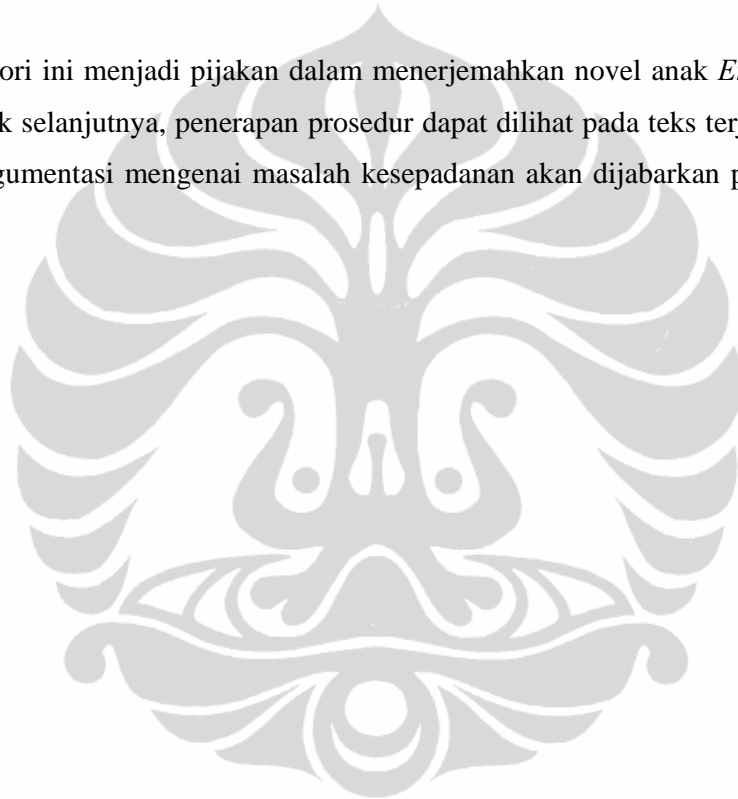 ori ini menjadi pijakan dalam menerjemahkan novel anak
k selanjutnya, penerapan prosedur dapat dilihat pada teks
gumentasi mengenai masalah kesepadanan akan dijabarkan